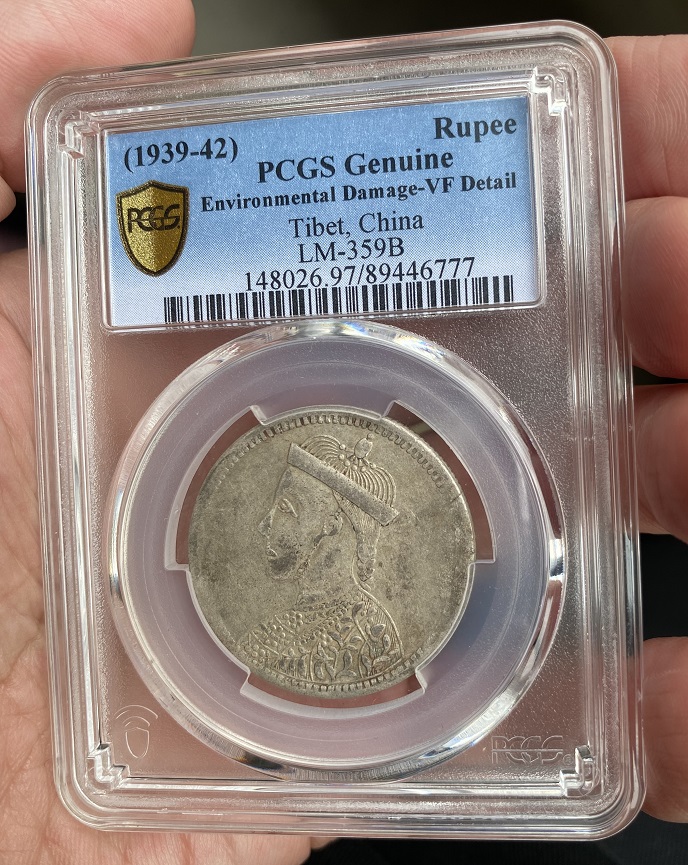 (1939-42) Rupee
PCGS Genuine
Environmental Damage-VF Detail
PCGS
Tibet, China
LM-359B
148026.97/89446777
PCGS